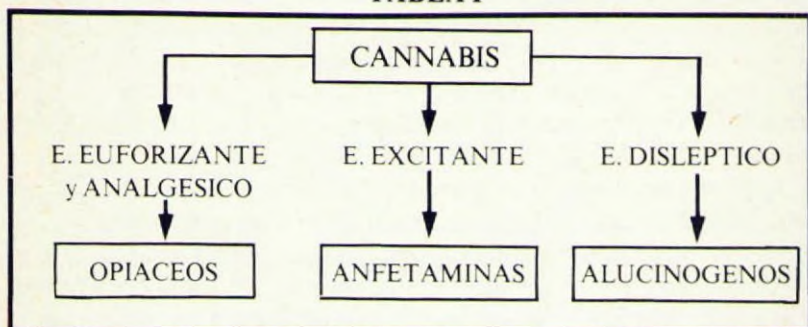 CANNABIS
E. EUFORIZANTE
y ANALGESICO
E. EXCITANTE
E. DISLEPTICO
OPIACEOS
ANFETAMINAS
ALUCINOGENOS